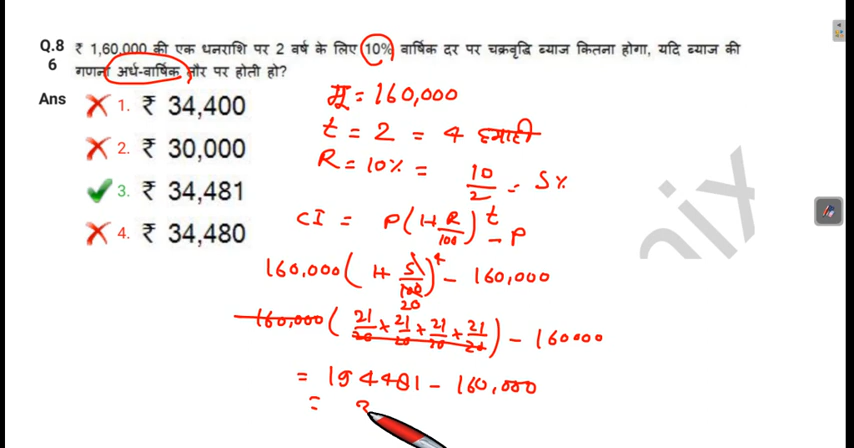 Q.8 ₹ 1,60,000 की एक धनराशि पर 2 वर्ष के लिए 10% वार्षिक दर पर चक्रवृद्धि ब्याज कितना होगा, यदि ब्याज की
6 गणना अर्ध-वार्षिक तौर पर होती हो?
Ans 1. ₹ 34,400
2. ₹ 30,000
3. ₹ 34,481
4. ₹ 34,480
मू = 160,000
t = 2 = 4 छमाही
R = 10% = 10/2 = 5%
CI = P(1+R/100)^t - P
160,000(1+5/100)^4 - 160,000
20
160,000(21/20 × 21/20 × 21/20 × 21/20) - 160000
= 194481 - 160,000
=
nix